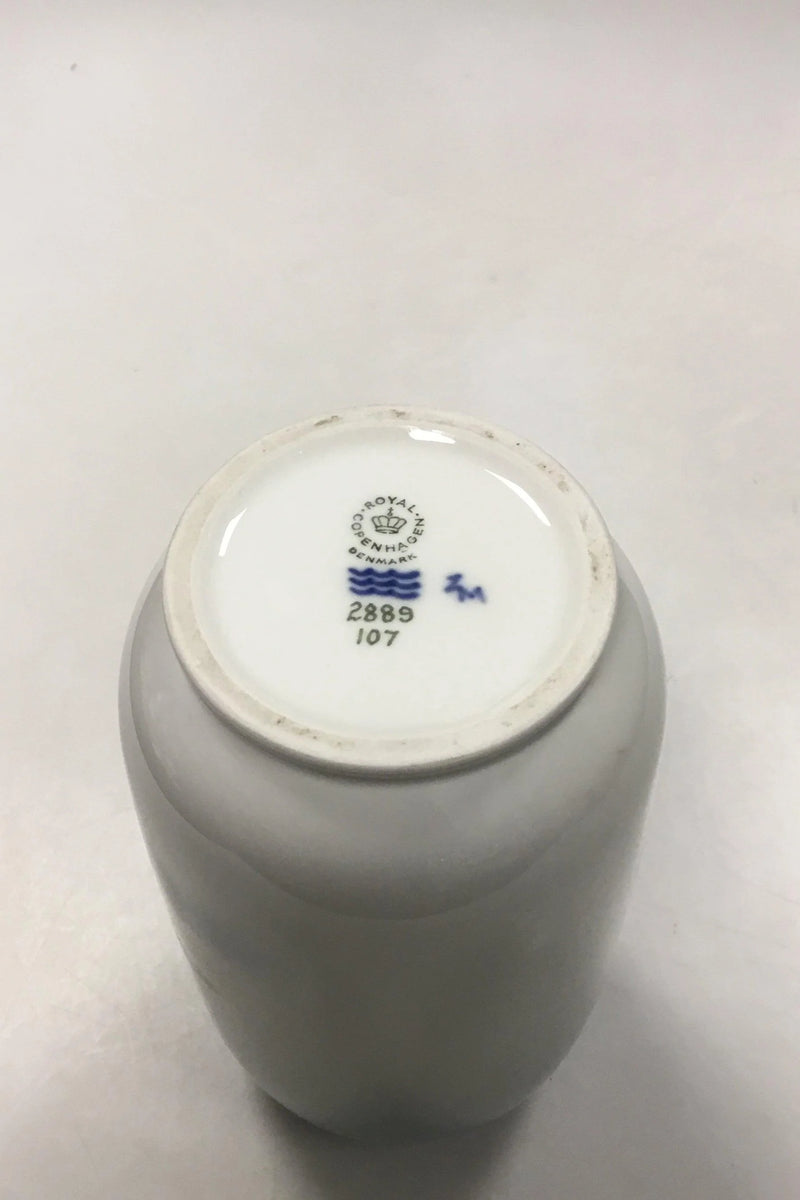 ROYAL
COPENHAGEN
DENMARK
2889
107